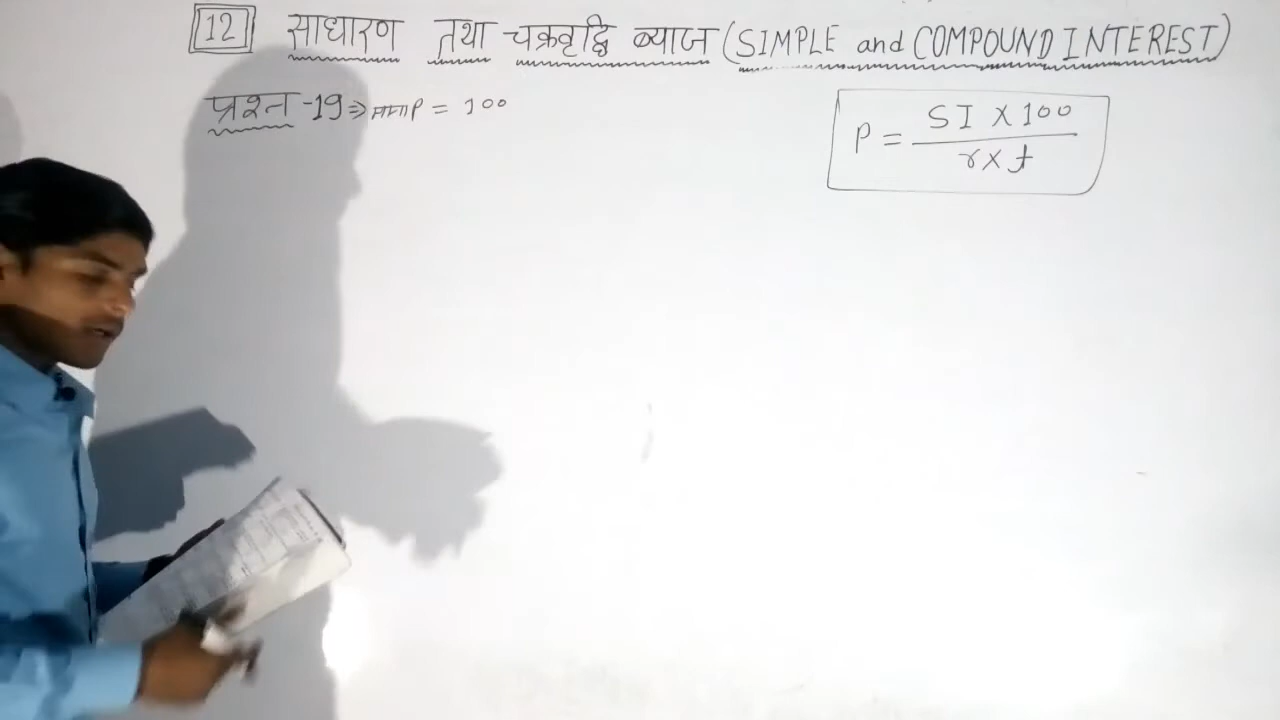 12 साधारण तथा चक्रवृद्धि ब्याज (SIMPLE and COMPOUND INTEREST)
प्रश्न -19 ⇒ माना P = 100
P = SI X 100
r X t